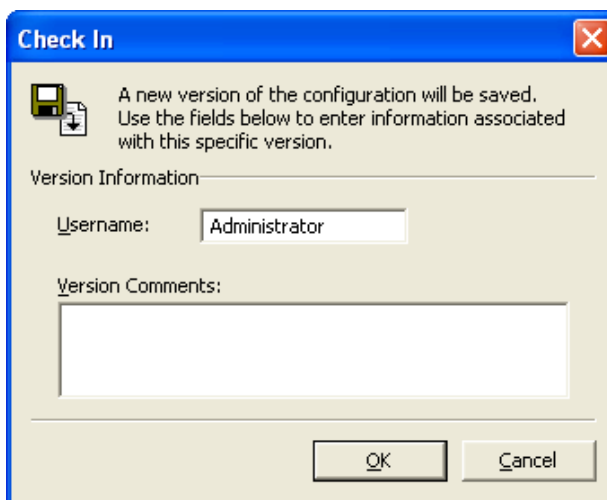 Check In
A new version of the configuration will be saved.
Use the fields below to enter information associated
with this specific version.
Version Information
Username:
Administrator
Version Comments:
OK
Cancel